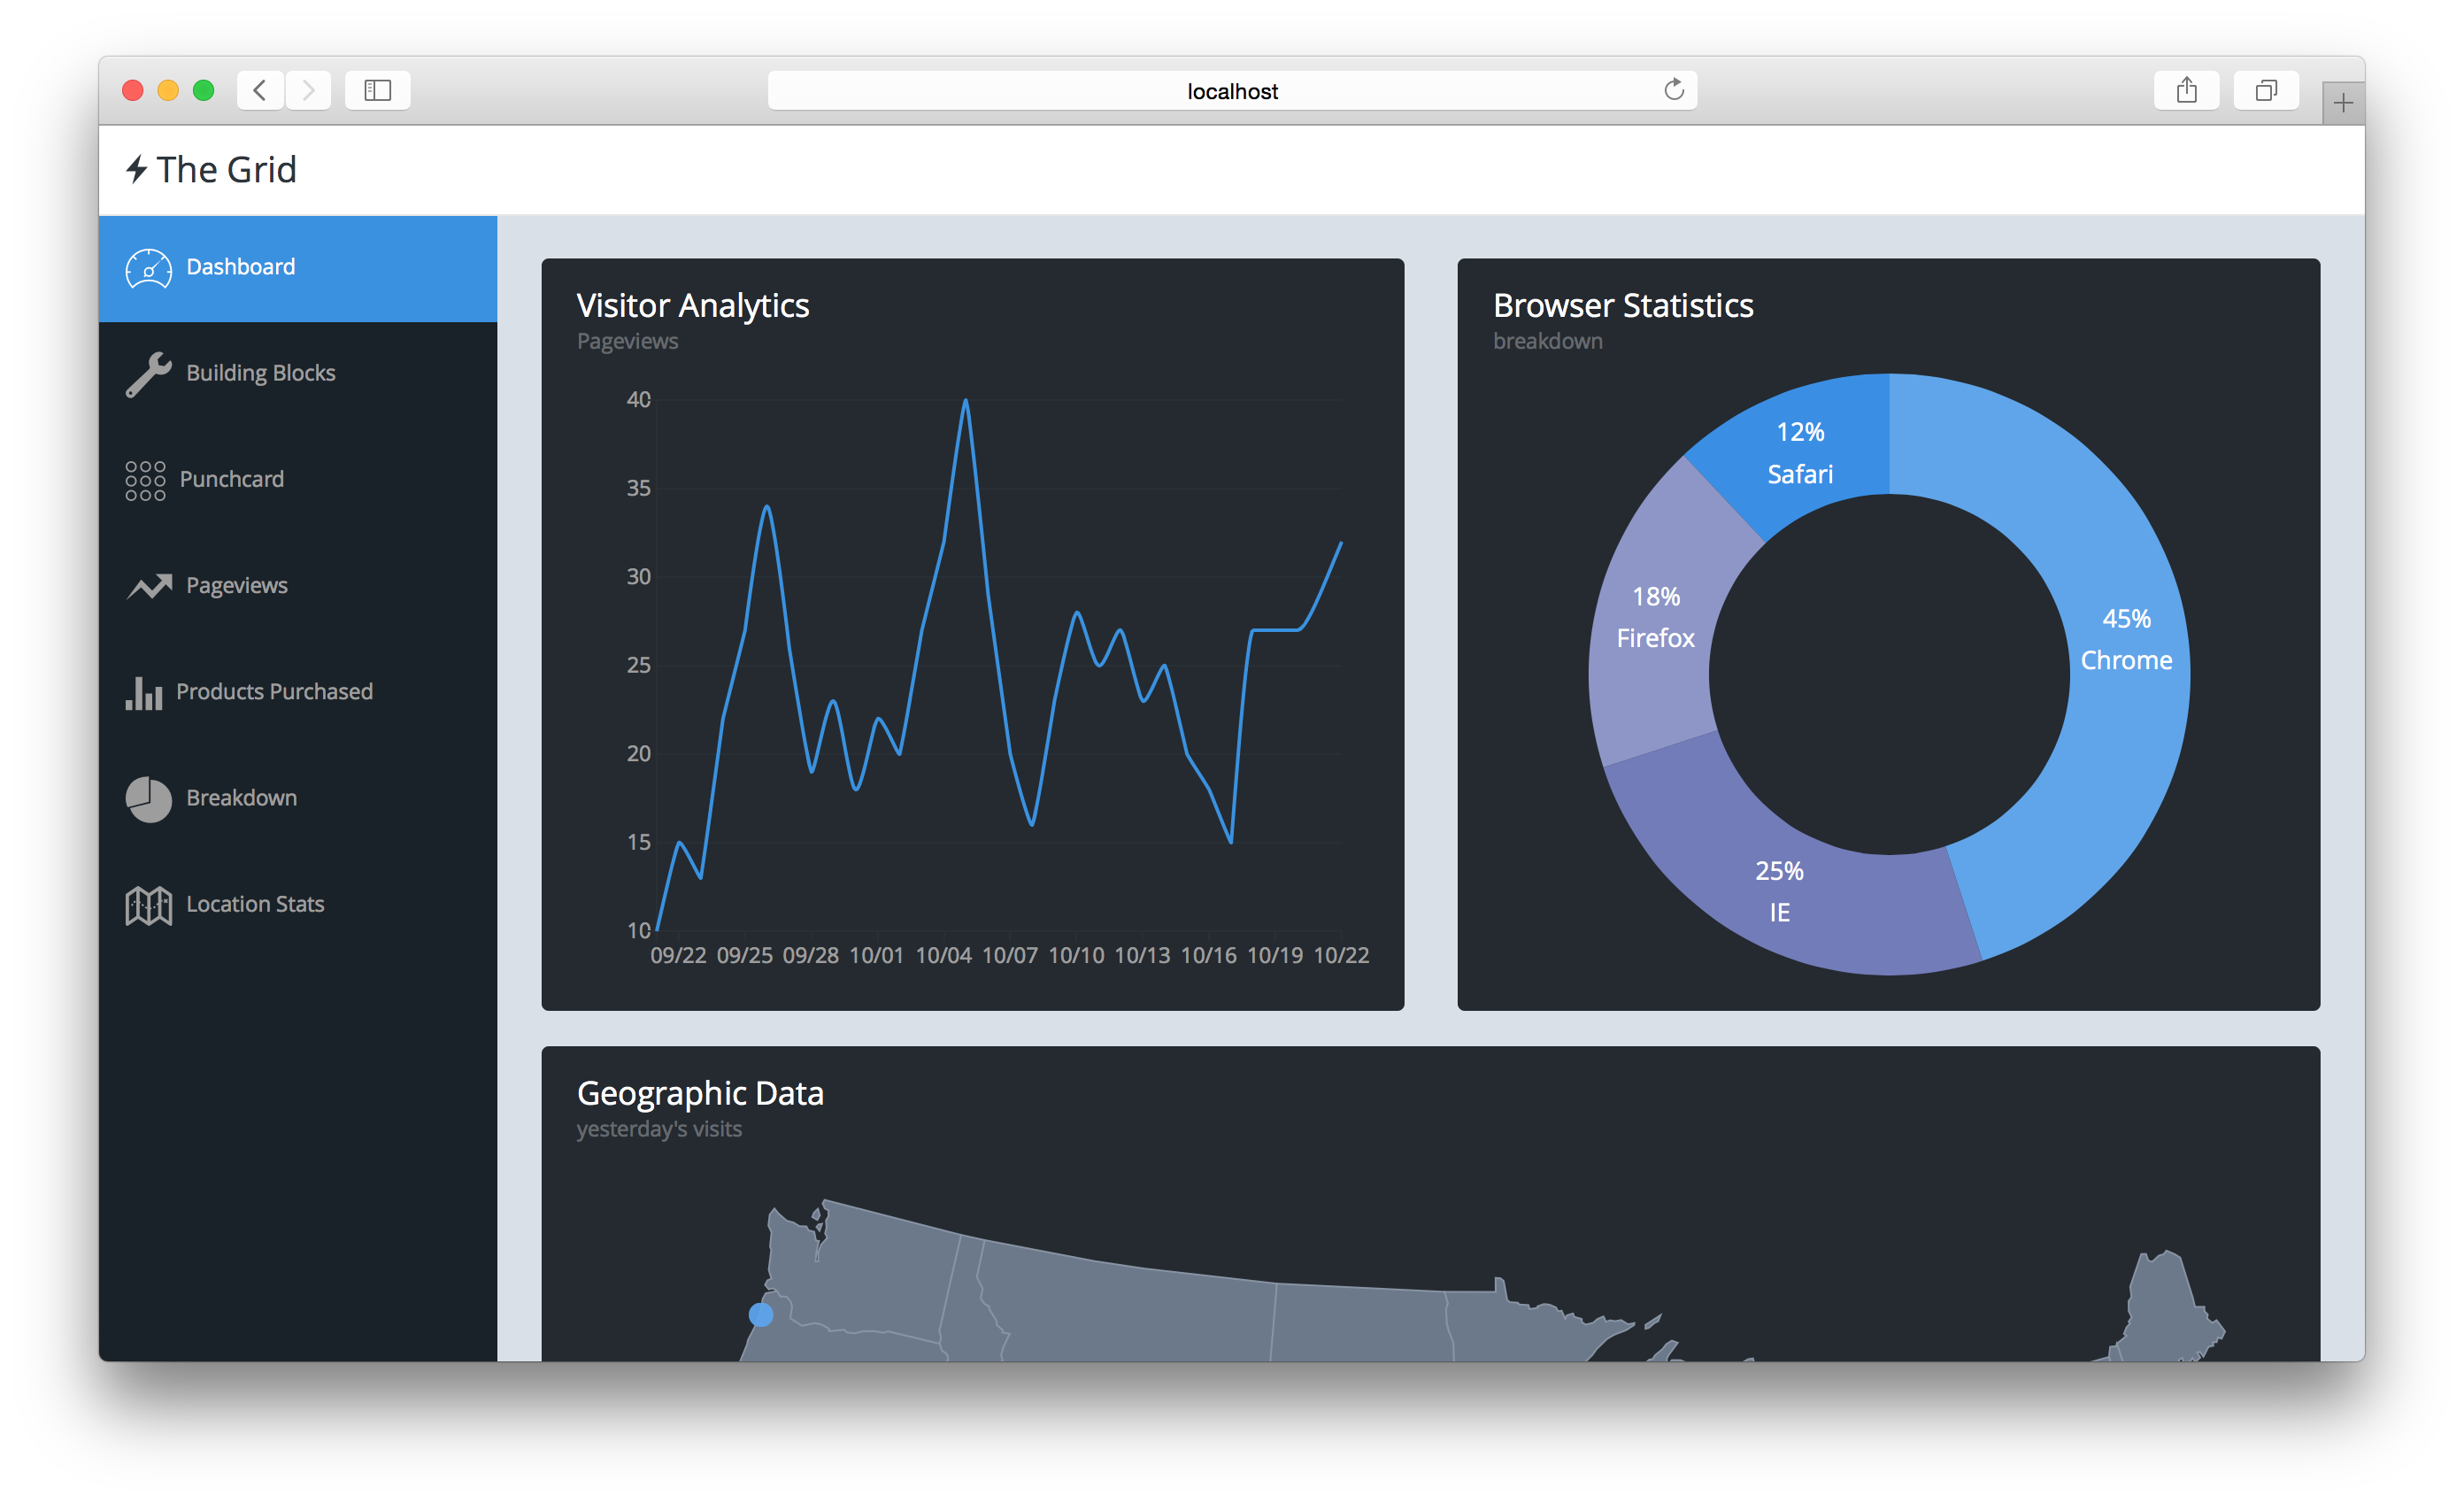 localhost
The Grid
Dashboard
Building Blocks
Punchcard
Pageviews
Products Purchased
Breakdown
Location Stats
Visitor Analytics
Pageviews
40
35
30
25
20
15
10
09/22 09/25 09/28 10/01 10/04 10/07 10/10 10/13 10/16 10/19 10/22
Browser Statistics
breakdown
12%
Safari
18%
Firefox
45%
Chrome
25%
IE
Geographic Data
yesterday's visits